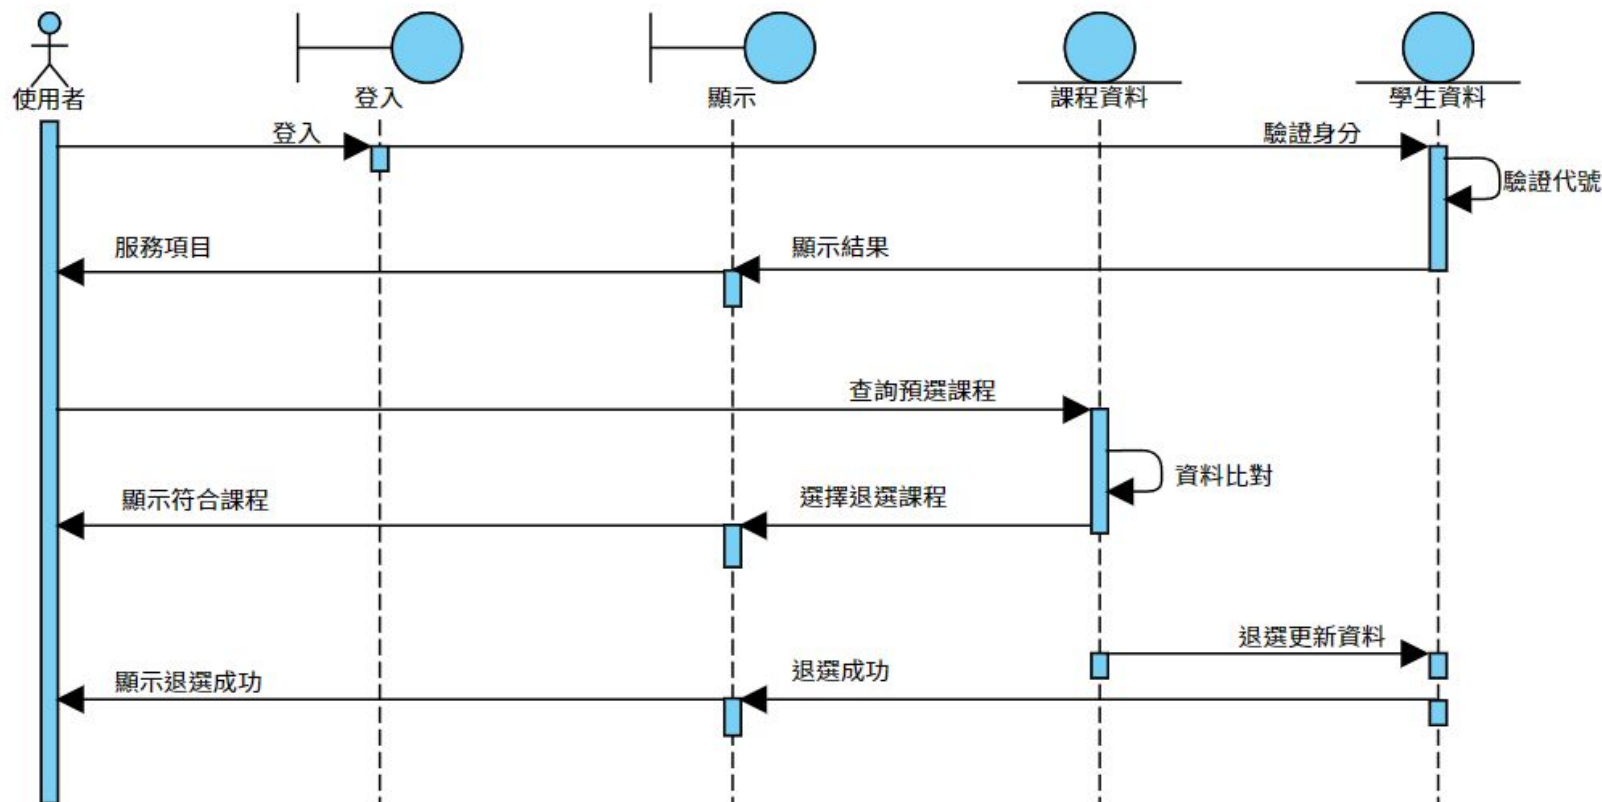 使用者
登入
顯示
課程資料
學生資料
登入
驗證身分
驗證代號
服務項目
顯示結果
查詢預選課程
資料比對
顯示符合課程
選擇退選課程
退選更新資料
顯示退選成功
退選成功